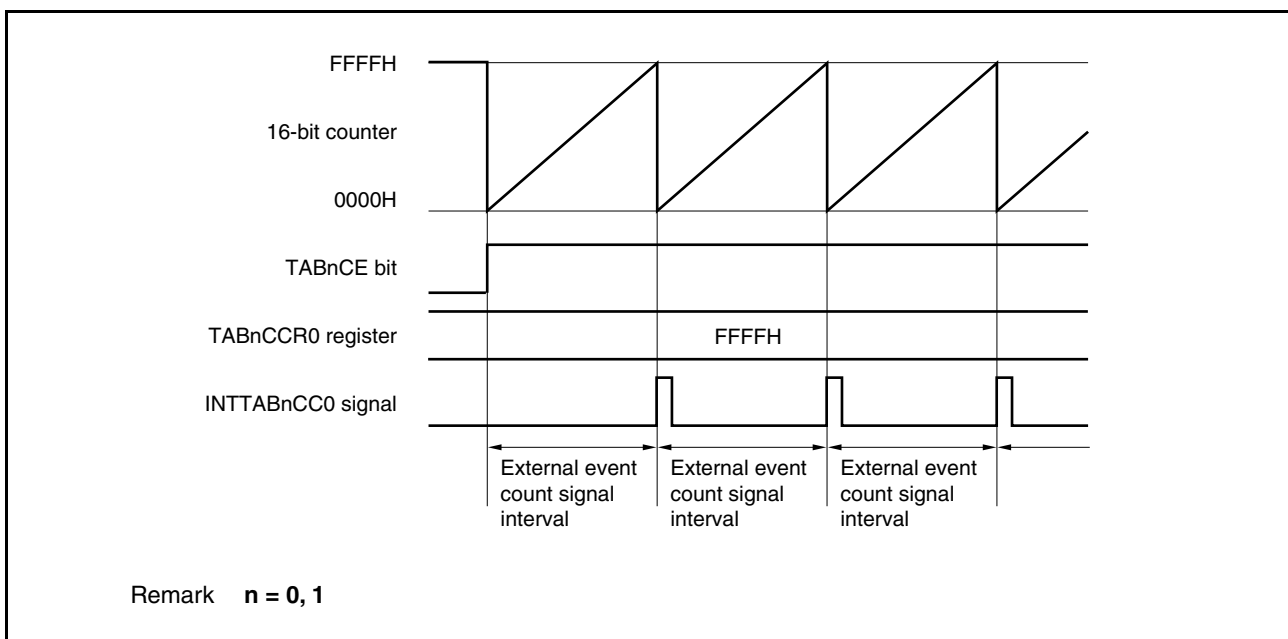 FFFFH
16-bit counter
0000H
TABnCE bit
TABnCCR0 register
FFFFH
INTTABnCC0 signal
External event
count signal
interval
External event
count signal
interval
External event
count signal
interval
Remark n = 0, 1